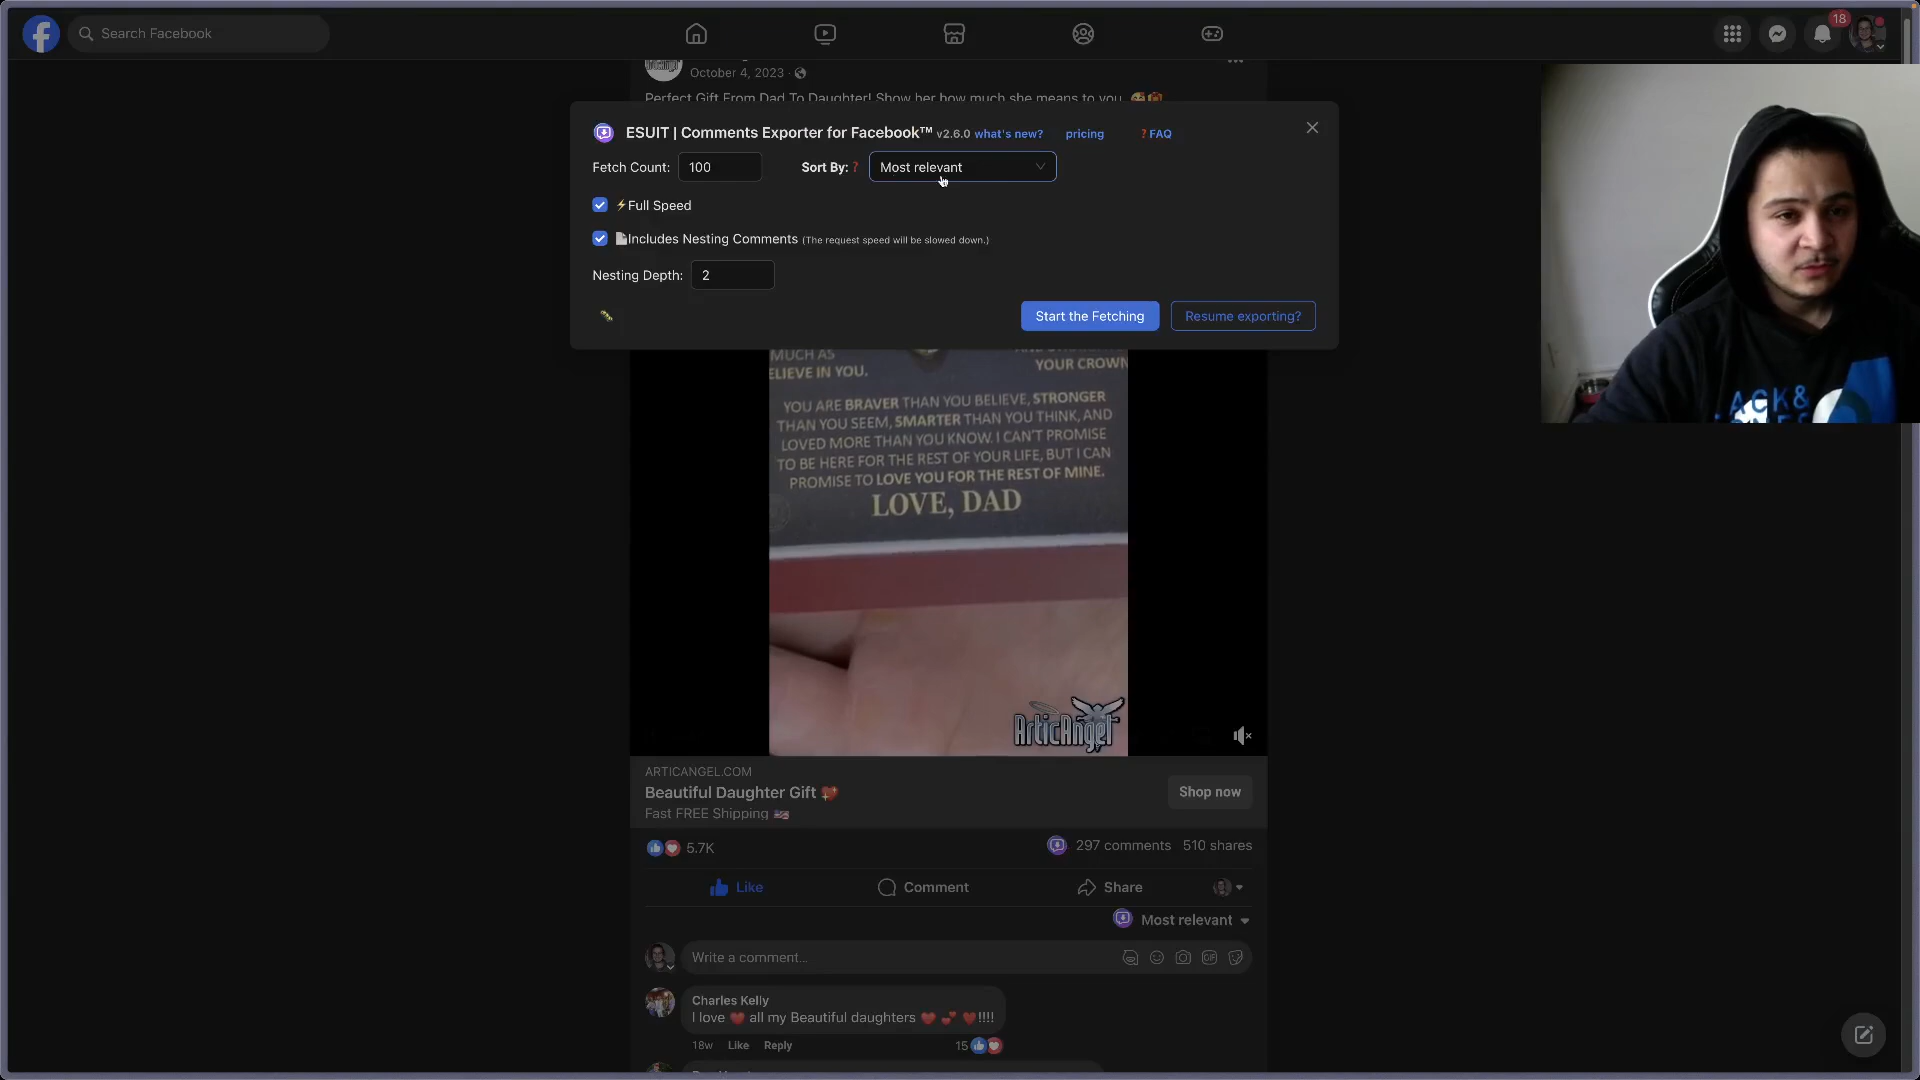 Search Facebook
18
October 4, 2023
Perfect Gift From Dad To Daughter! Show her how much she means to you
ESUIT | Comments Exporter for Facebook™ v2.6.0 what's new? pricing ? FAQ
Fetch Count: 100 Sort By: ? Most relevant
⚡Full Speed
Includes Nesting Comments (The request speed will be slowed down.)
Nesting Depth: 2
Start the Fetching Resume exporting?
MUCH AS
YOUR CROWN
ELIEVE IN YOU.
YOU ARE BRAVER THAN YOU BELIEVE, STRONGER
THAN YOU SEEM, SMARTER THAN YOU THINK, AND
LOVED MORE THAN YOU KNOW. I CAN'T PROMISE
TO BE HERE FOR THE REST OF YOUR LIFE, BUT I CAN
PROMISE TO LOVE YOU FOR THE REST OF MINE.
LOVE, DAD
ArticAngel
ARTICANGEL.COM
Beautiful Daughter Gift 💖
Shop now
Fast FREE Shipping 🇺🇸
5.7K
297 comments 510 shares
Like Comment Share
Most relevant
Write a comment...
GIF
Charles Kelly
I love ❤️ all my Beautiful daughters ❤️ 💕 ❤️!!!!
18w Like Reply 15